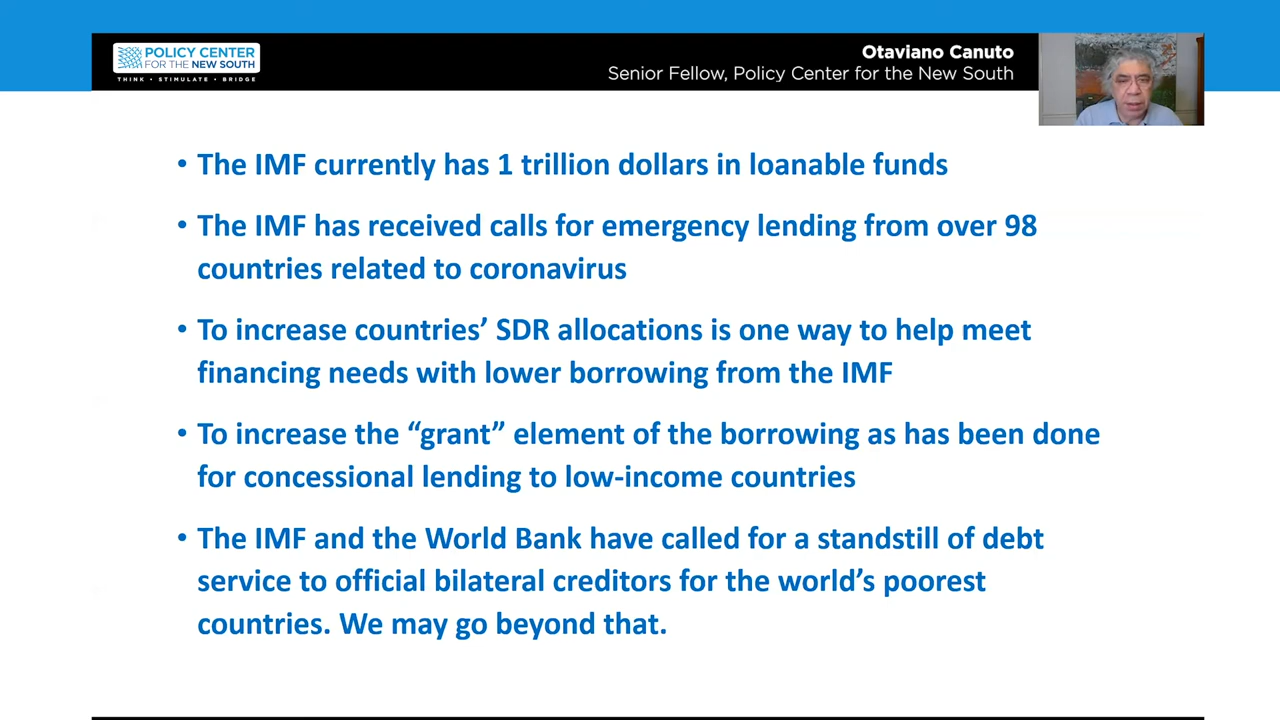 POLICY CENTER
FOR THE NEW SOUTH
THINK • STIMULATE • BRIDGE
Otaviano Canuto
Senior Fellow, Policy Center for the New South
• The IMF currently has 1 trillion dollars in loanable funds
• The IMF has received calls for emergency lending from over 98
countries related to coronavirus
• To increase countries’ SDR allocations is one way to help meet
financing needs with lower borrowing from the IMF
• To increase the “grant” element of the borrowing as has been done
for concessional lending to low-income countries
• The IMF and the World Bank have called for a standstill of debt
service to official bilateral creditors for the world’s poorest
countries. We may go beyond that.